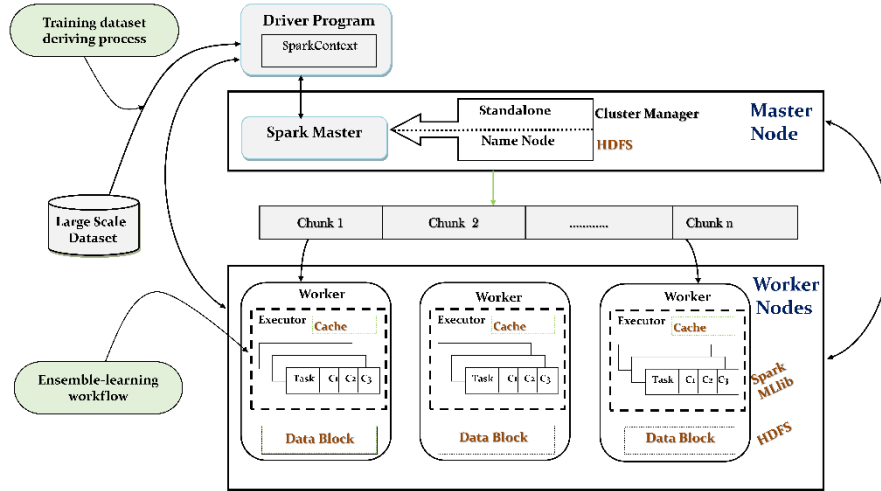 Training dataset
deriving process
Driver Program
SparkContext
Spark Master
Standalone
Name Node
Cluster Manager
HDFS
Master
Node
Large Scale
Dataset
Chunk 1
Chunk 2
............
Chunk n
Worker
Nodes
Worker
Executor
Cache
Task C1 C2 C3
Data Block
Worker
Executor
Cache
Task C1 C2 C3
Data Block
Worker
Executor
Cache
Task C1 C2 C3
Data Block
Spark
MLlib
HDFS
Ensemble-learning
workflow